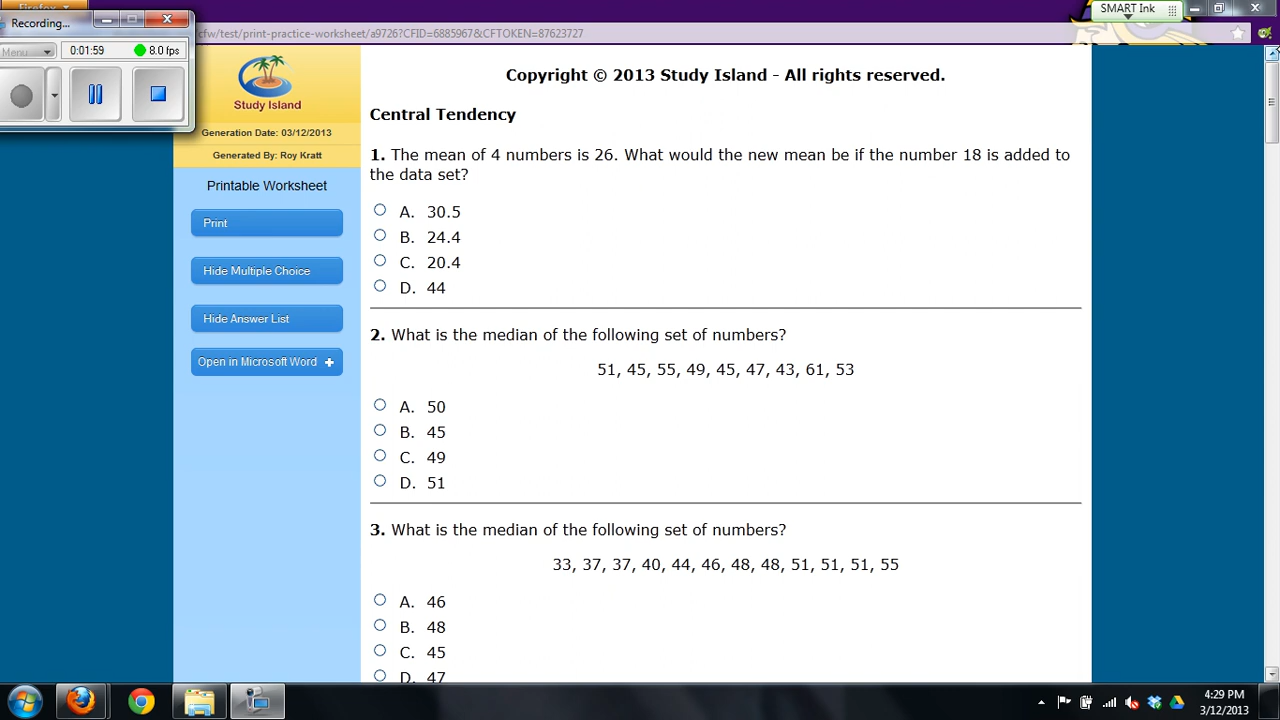 Firefox
SMART Ink
Recording...
Menu
0:01:59
8.0 fps
cfw/test/print-practice-worksheet/a9725?CFID=6889967&CFTOKEN=87623727
Study Island
Generation Date: 03/12/2013
Generated By: Roy Kratt
Printable Worksheet
Print
Hide Multiple Choice
Hide Answer List
Open in Microsoft Word +
Copyright © 2013 Study Island - All rights reserved.
Central Tendency
1. The mean of 4 numbers is 26. What would the new mean be if the number 18 is added to
the data set?
A. 30.5
B. 24.4
C. 20.4
D. 44
2. What is the median of the following set of numbers?
51, 45, 55, 49, 45, 47, 43, 61, 53
A. 50
B. 45
C. 49
D. 51
3. What is the median of the following set of numbers?
33, 37, 37, 40, 44, 46, 48, 48, 51, 51, 51, 55
A. 46
B. 48
C. 45
D. 47
4:29 PM
3/12/2013